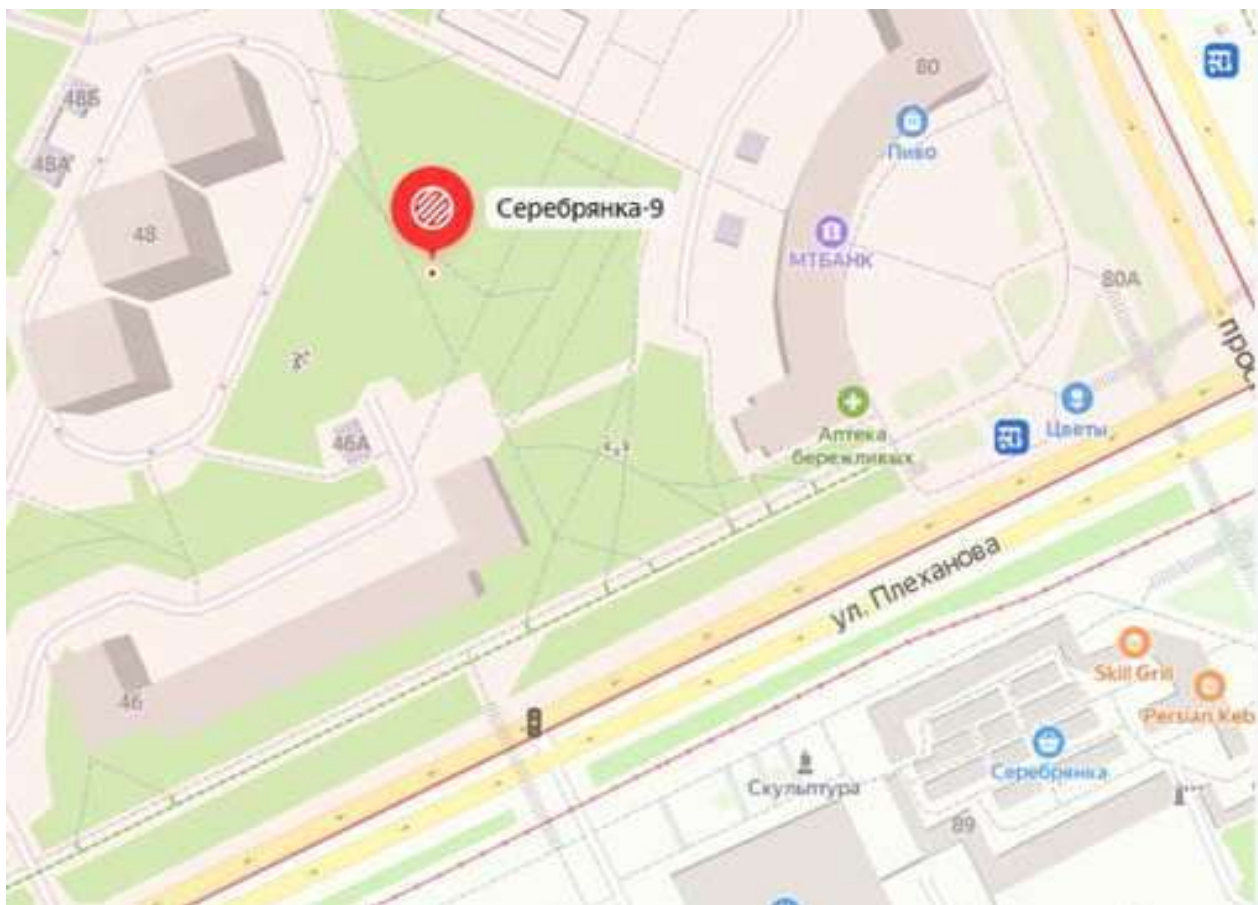 80
48Б
Пиво
48А
Серебрянка-9
48
МТБАНК
80А
Цветы
Аптека
бережливых
46А
ул. Плеханова
Skill Grill
46
Persian Keb
Серебрянка
Скульптура
89